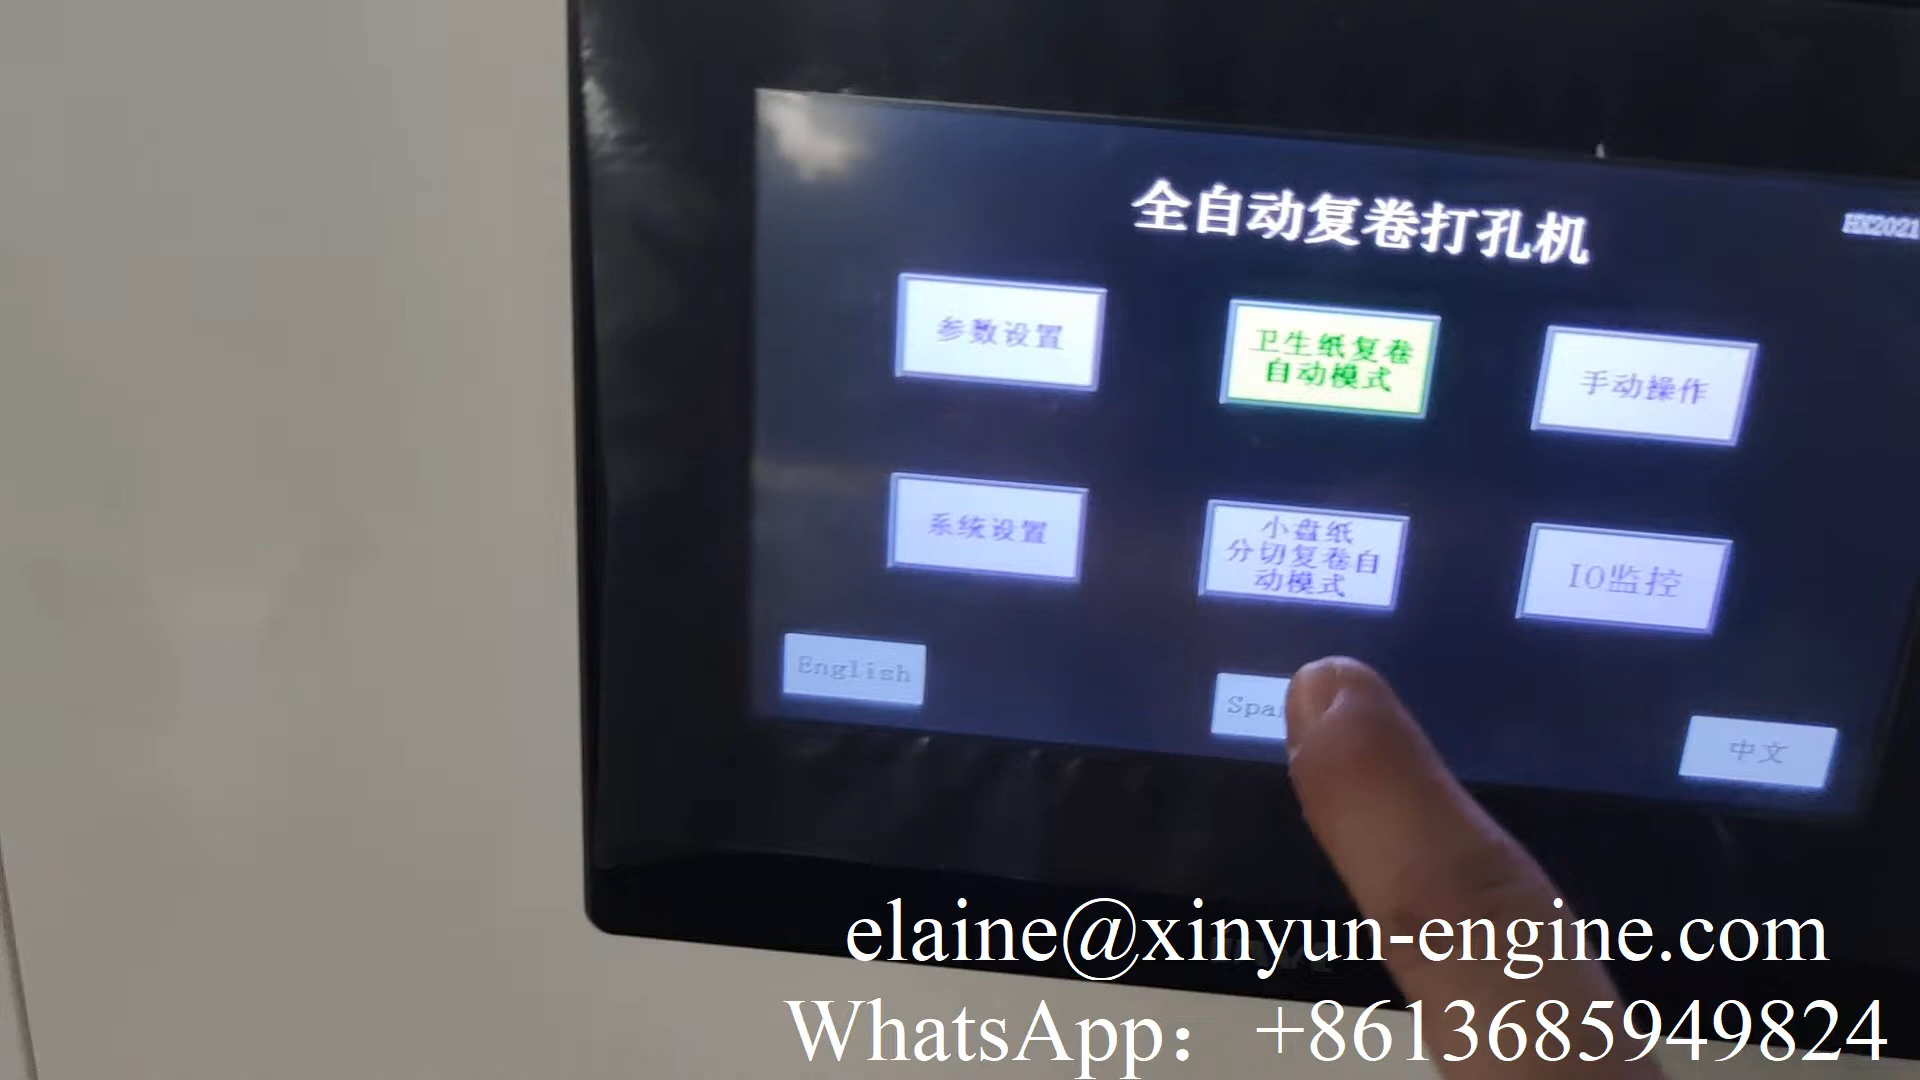 全自动复卷打孔机
HX2021
参数设置
卫生纸复卷
自动模式
手动操作
系统设置
小盘纸
分切复卷自
动模式
IO监控
English
中文
elaine@xinyun-engine.com
WhatsApp：+8613685949824